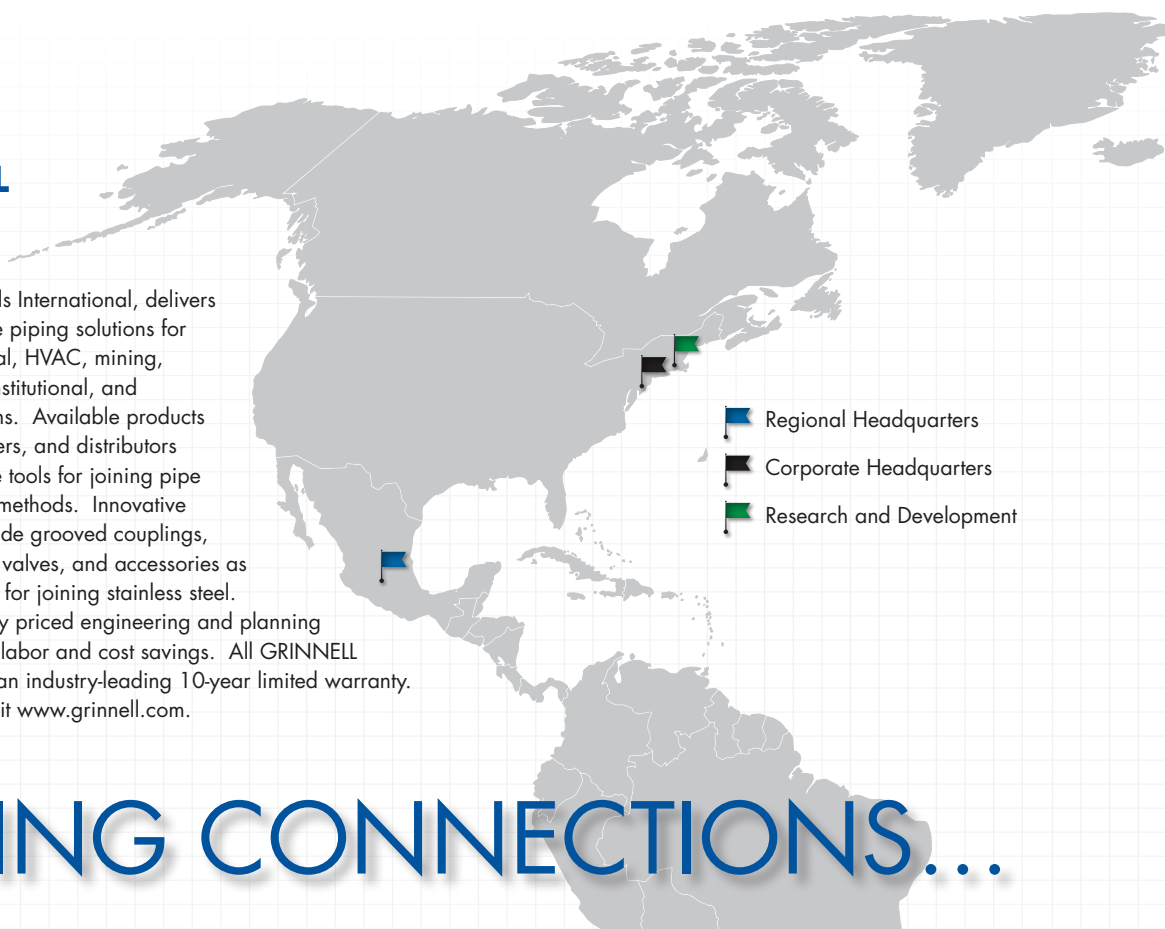 L
ls International, delivers
e piping solutions for
al, HVAC, mining,
nstitutional, and
ns.  Available products
ers, and distributors
e tools for joining pipe
methods.  Innovative
de grooved couplings,
valves, and accessories as
for joining stainless steel.
y priced engineering and planning
labor and cost savings.  All GRINNELL
an industry-leading 10-year limited warranty.
it www.grinnell.com.
Regional Headquarters
Corporate Headquarters
Research and Development
ING CONNECTIONS...